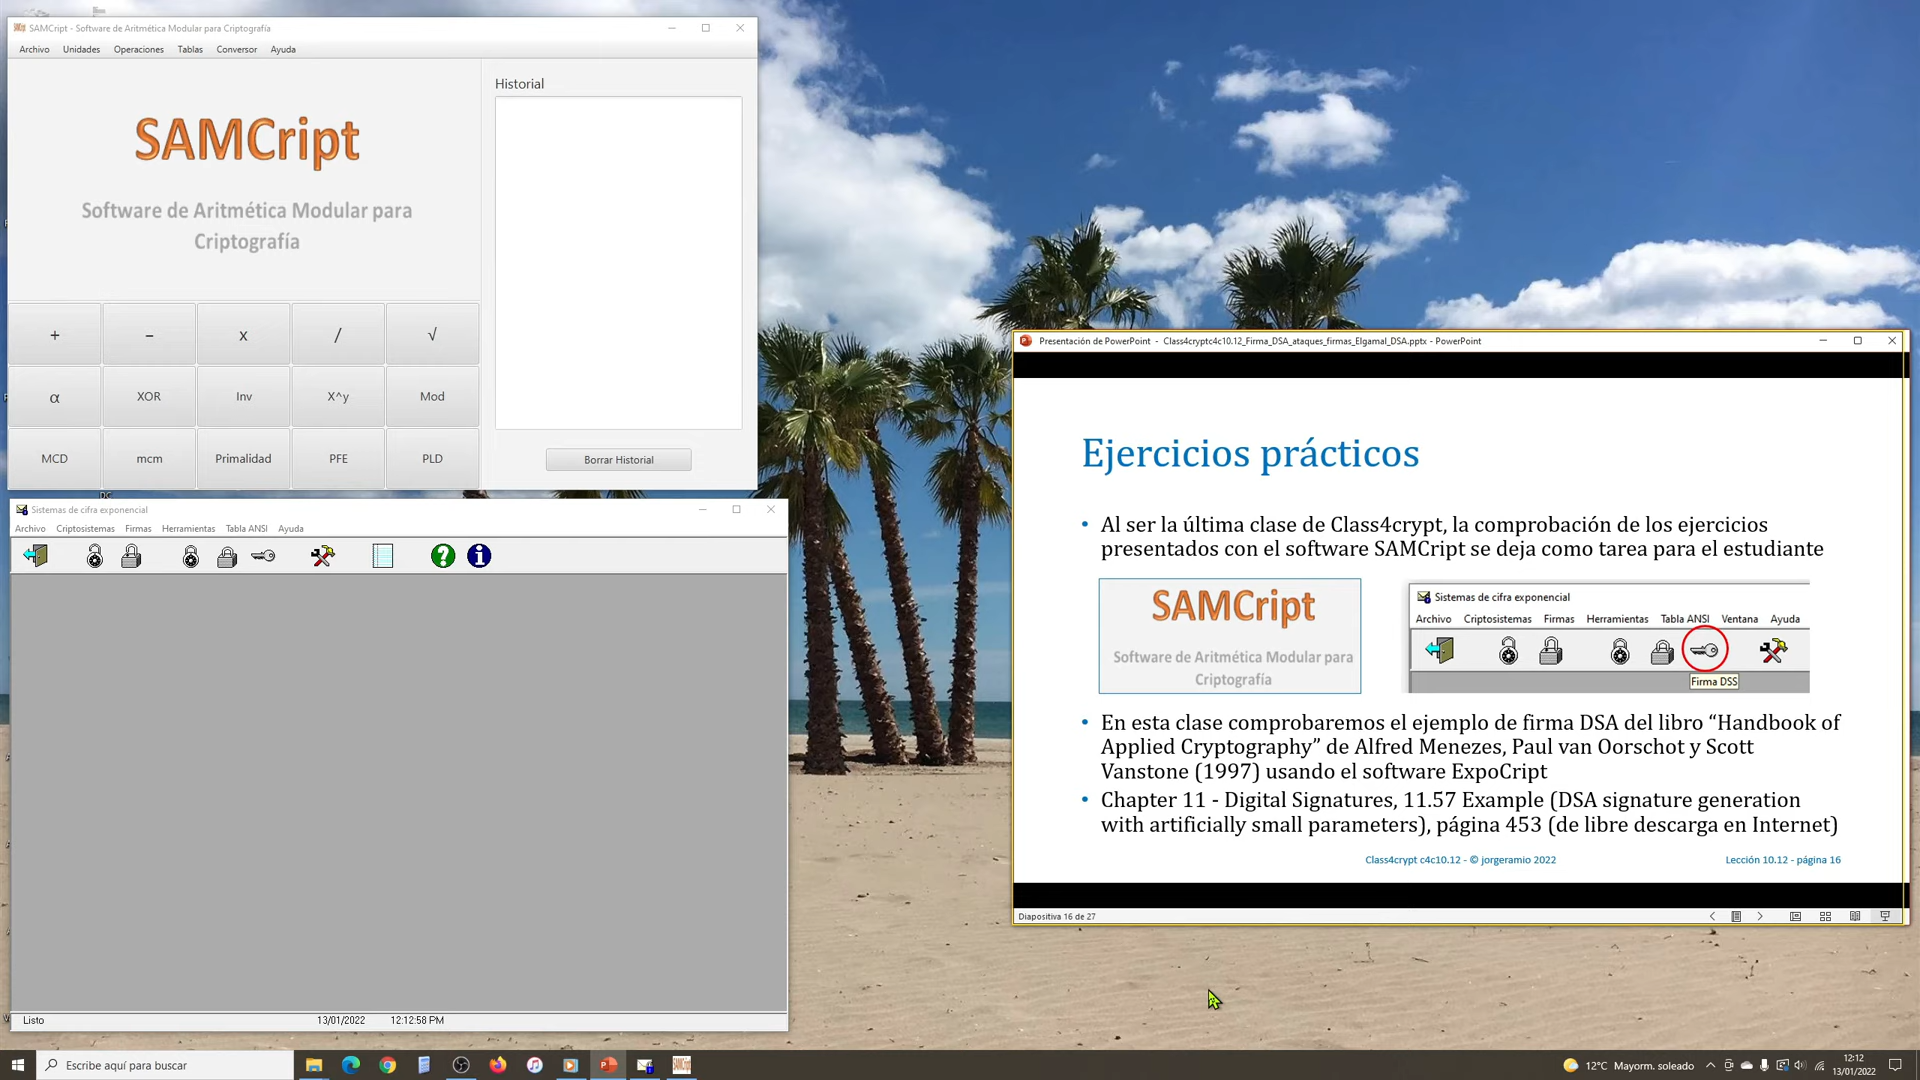 SAMCript - Software de Aritmética Modular para Criptografía
Archivo Unidades Operaciones Tablas Conversor Ayuda
SAMCript
Software de Aritmética Modular para
Criptografía
Historial
+ − x / √
α XOR Inv X^y Mod
MCD mcm Primalidad PFE PLD
Borrar Historial
Sistemas de cifra exponencial
Archivo Criptosistemas Firmas Herramientas Tabla ANSI Ayuda
Listo 13/01/2022 12:12:58 PM
Presentación de PowerPoint - Class4cryptc4c10.12_Firma_DSA_ataques_firmas_Elgamal_DSA.pptx - PowerPoint
Ejercicios prácticos
• Al ser la última clase de Class4crypt, la comprobación de los ejercicios
presentados con el software SAMCript se deja como tarea para el estudiante
SAMCript
Software de Aritmética Modular para
Criptografía
Sistemas de cifra exponencial
Archivo Criptosistemas Firmas Herramientas Tabla ANSI Ventana Ayuda
Firma DSS
• En esta clase comprobaremos el ejemplo de firma DSA del libro “Handbook of
Applied Cryptography” de Alfred Menezes, Paul van Oorschot y Scott
Vanstone (1997) usando el software ExpoCript
• Chapter 11 - Digital Signatures, 11.57 Example (DSA signature generation
with artificially small parameters), página 453 (de libre descarga en Internet)
Class4crypt c4c10.12 - © jorgeramio 2022
Lección 10.12 - página 16
Diapositiva 16 de 27
Escribe aquí para buscar
12°C Mayorm. soleado
12:12
13/01/2022